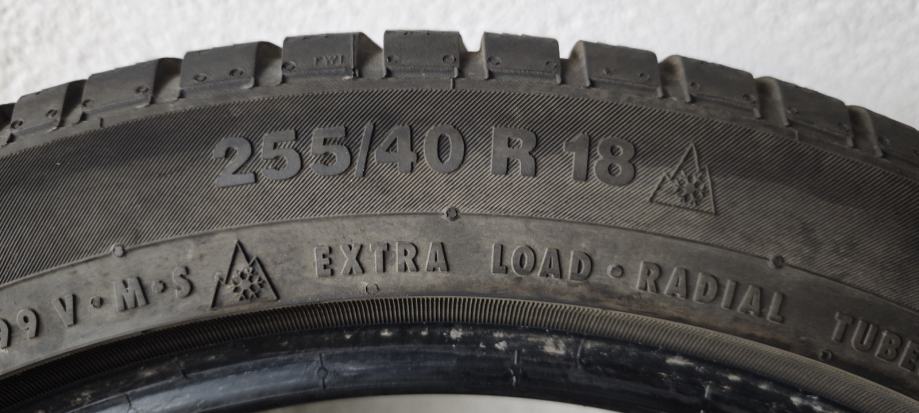 255/40 R 18
99 V • M • S EXTRA LOAD • RADIAL TUBE